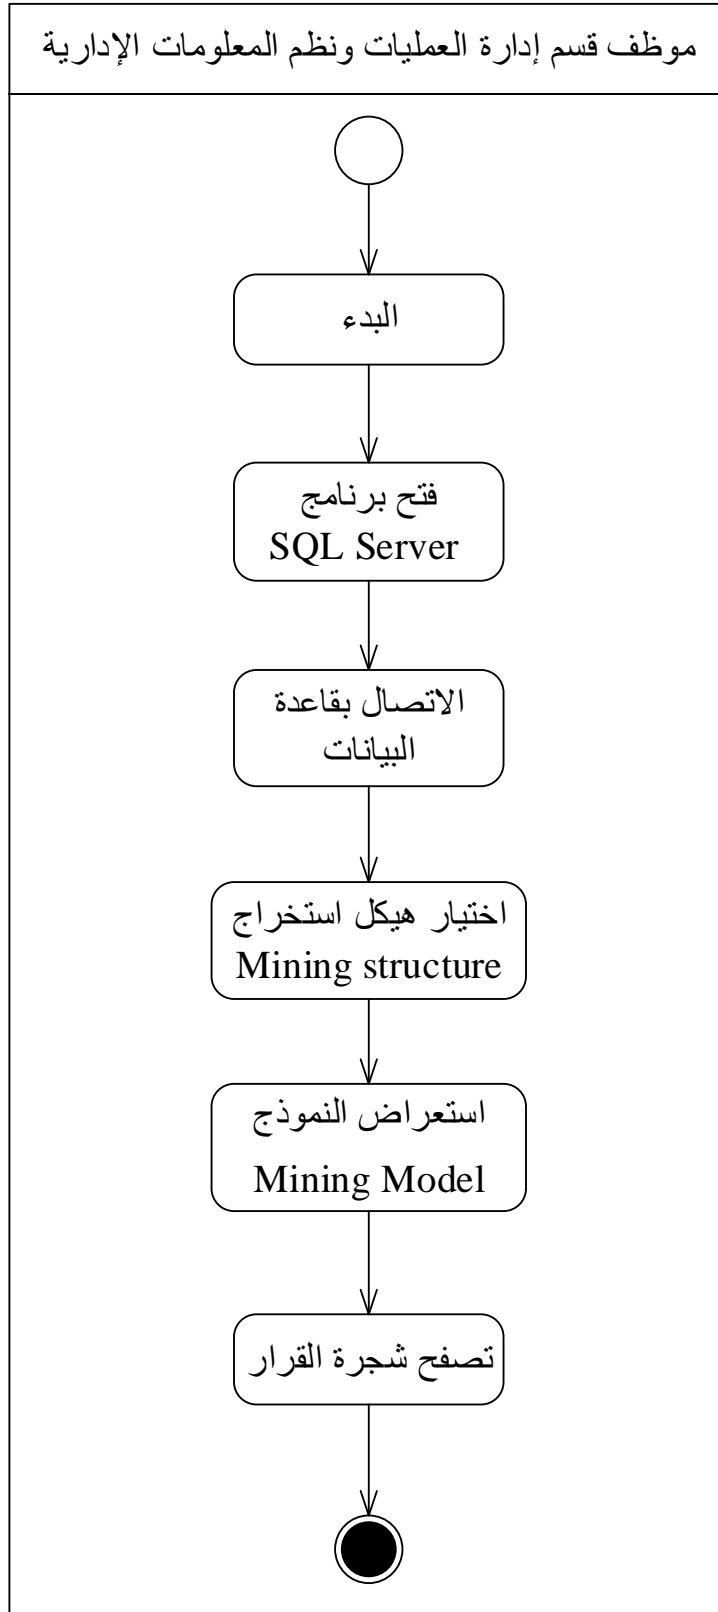 موظف قسم إدارة العمليات ونظم المعلومات الإدارية
البدء
فتح برنامج
SQL Server
الاتصال بقاعدة
البيانات
اختيار هيكل استخراج
Mining structure
استعراض النموذج
Mining Model
تصفح شجرة القرار